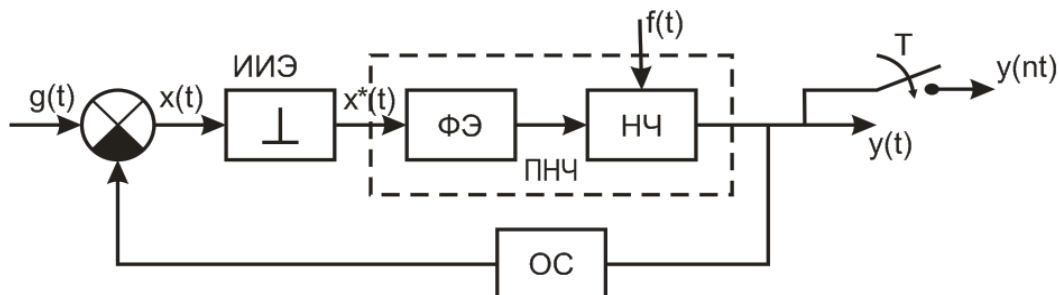 f(t)
T
y(nt)
ИИЭ
g(t)
x(t)
x*(t)
ФЭ
НЧ
y(t)
ПНЧ
ОС